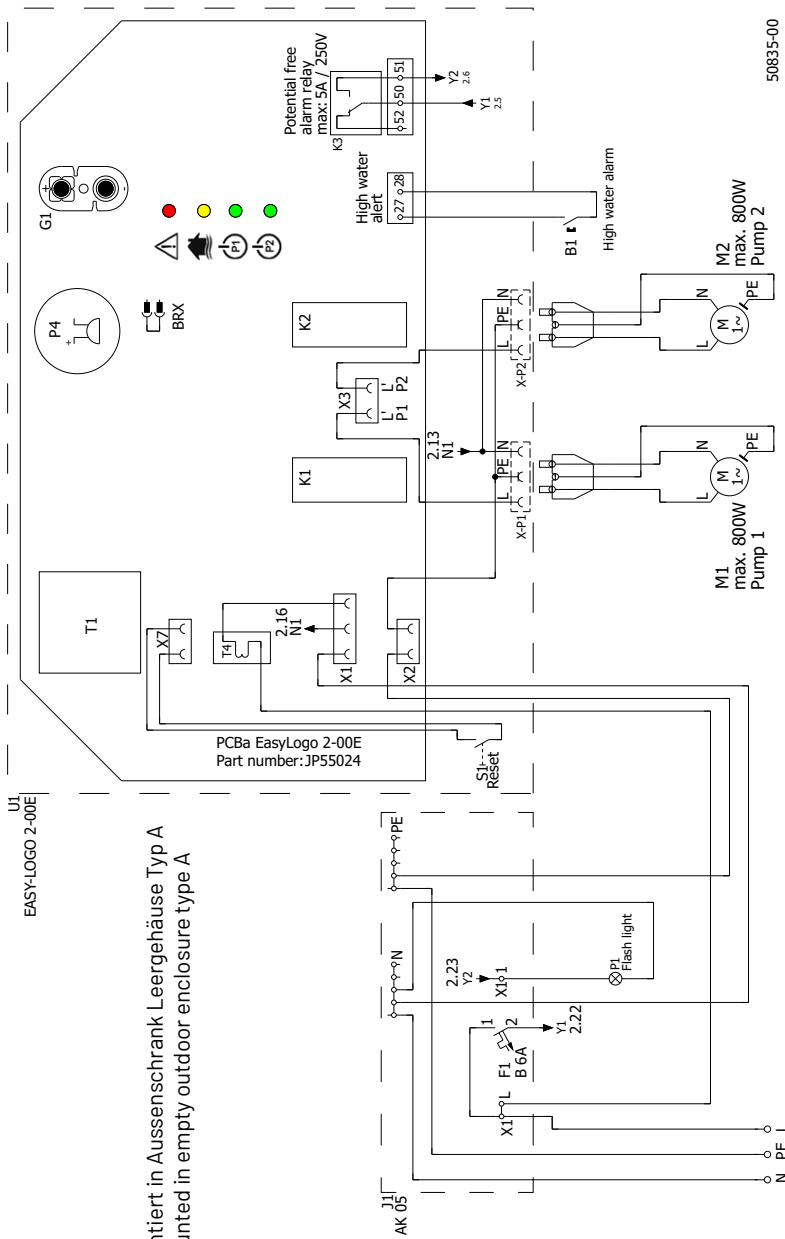 U1
EASY-LOGO 2-00E
ntiert in Aussenschrank Leergehäuse Typ A
unted in empty outdoor enclosure type A
PCBa EasyLogo 2-00E
Part number:JP55024
T1
P4
+
BRX
G1
+
-
P1
P2
X7
T4
2.16
N1
X1
X2
S1
Reset
K1
K2
X3
L' L'
P1 P2
2.13
N1
High water
alert
27 28
Potential free
alarm relay
max: 5A / 250V
K3
52 50 51
Y1
2.5
Y2
2.6
B1
High water alarm
L PE N
X-P1
L PE N
X-P2
L N
M
1~
PE
M1
max. 800W
Pump 1
L N
M
1~
PE
M2
max. 800W
Pump 2
J1
AK 05
N
PE
X1
L
F1
B 6A
1
2
Y1
2.22
2.23
Y2
X1
1
P1
Flash light
N PE L
50835-00